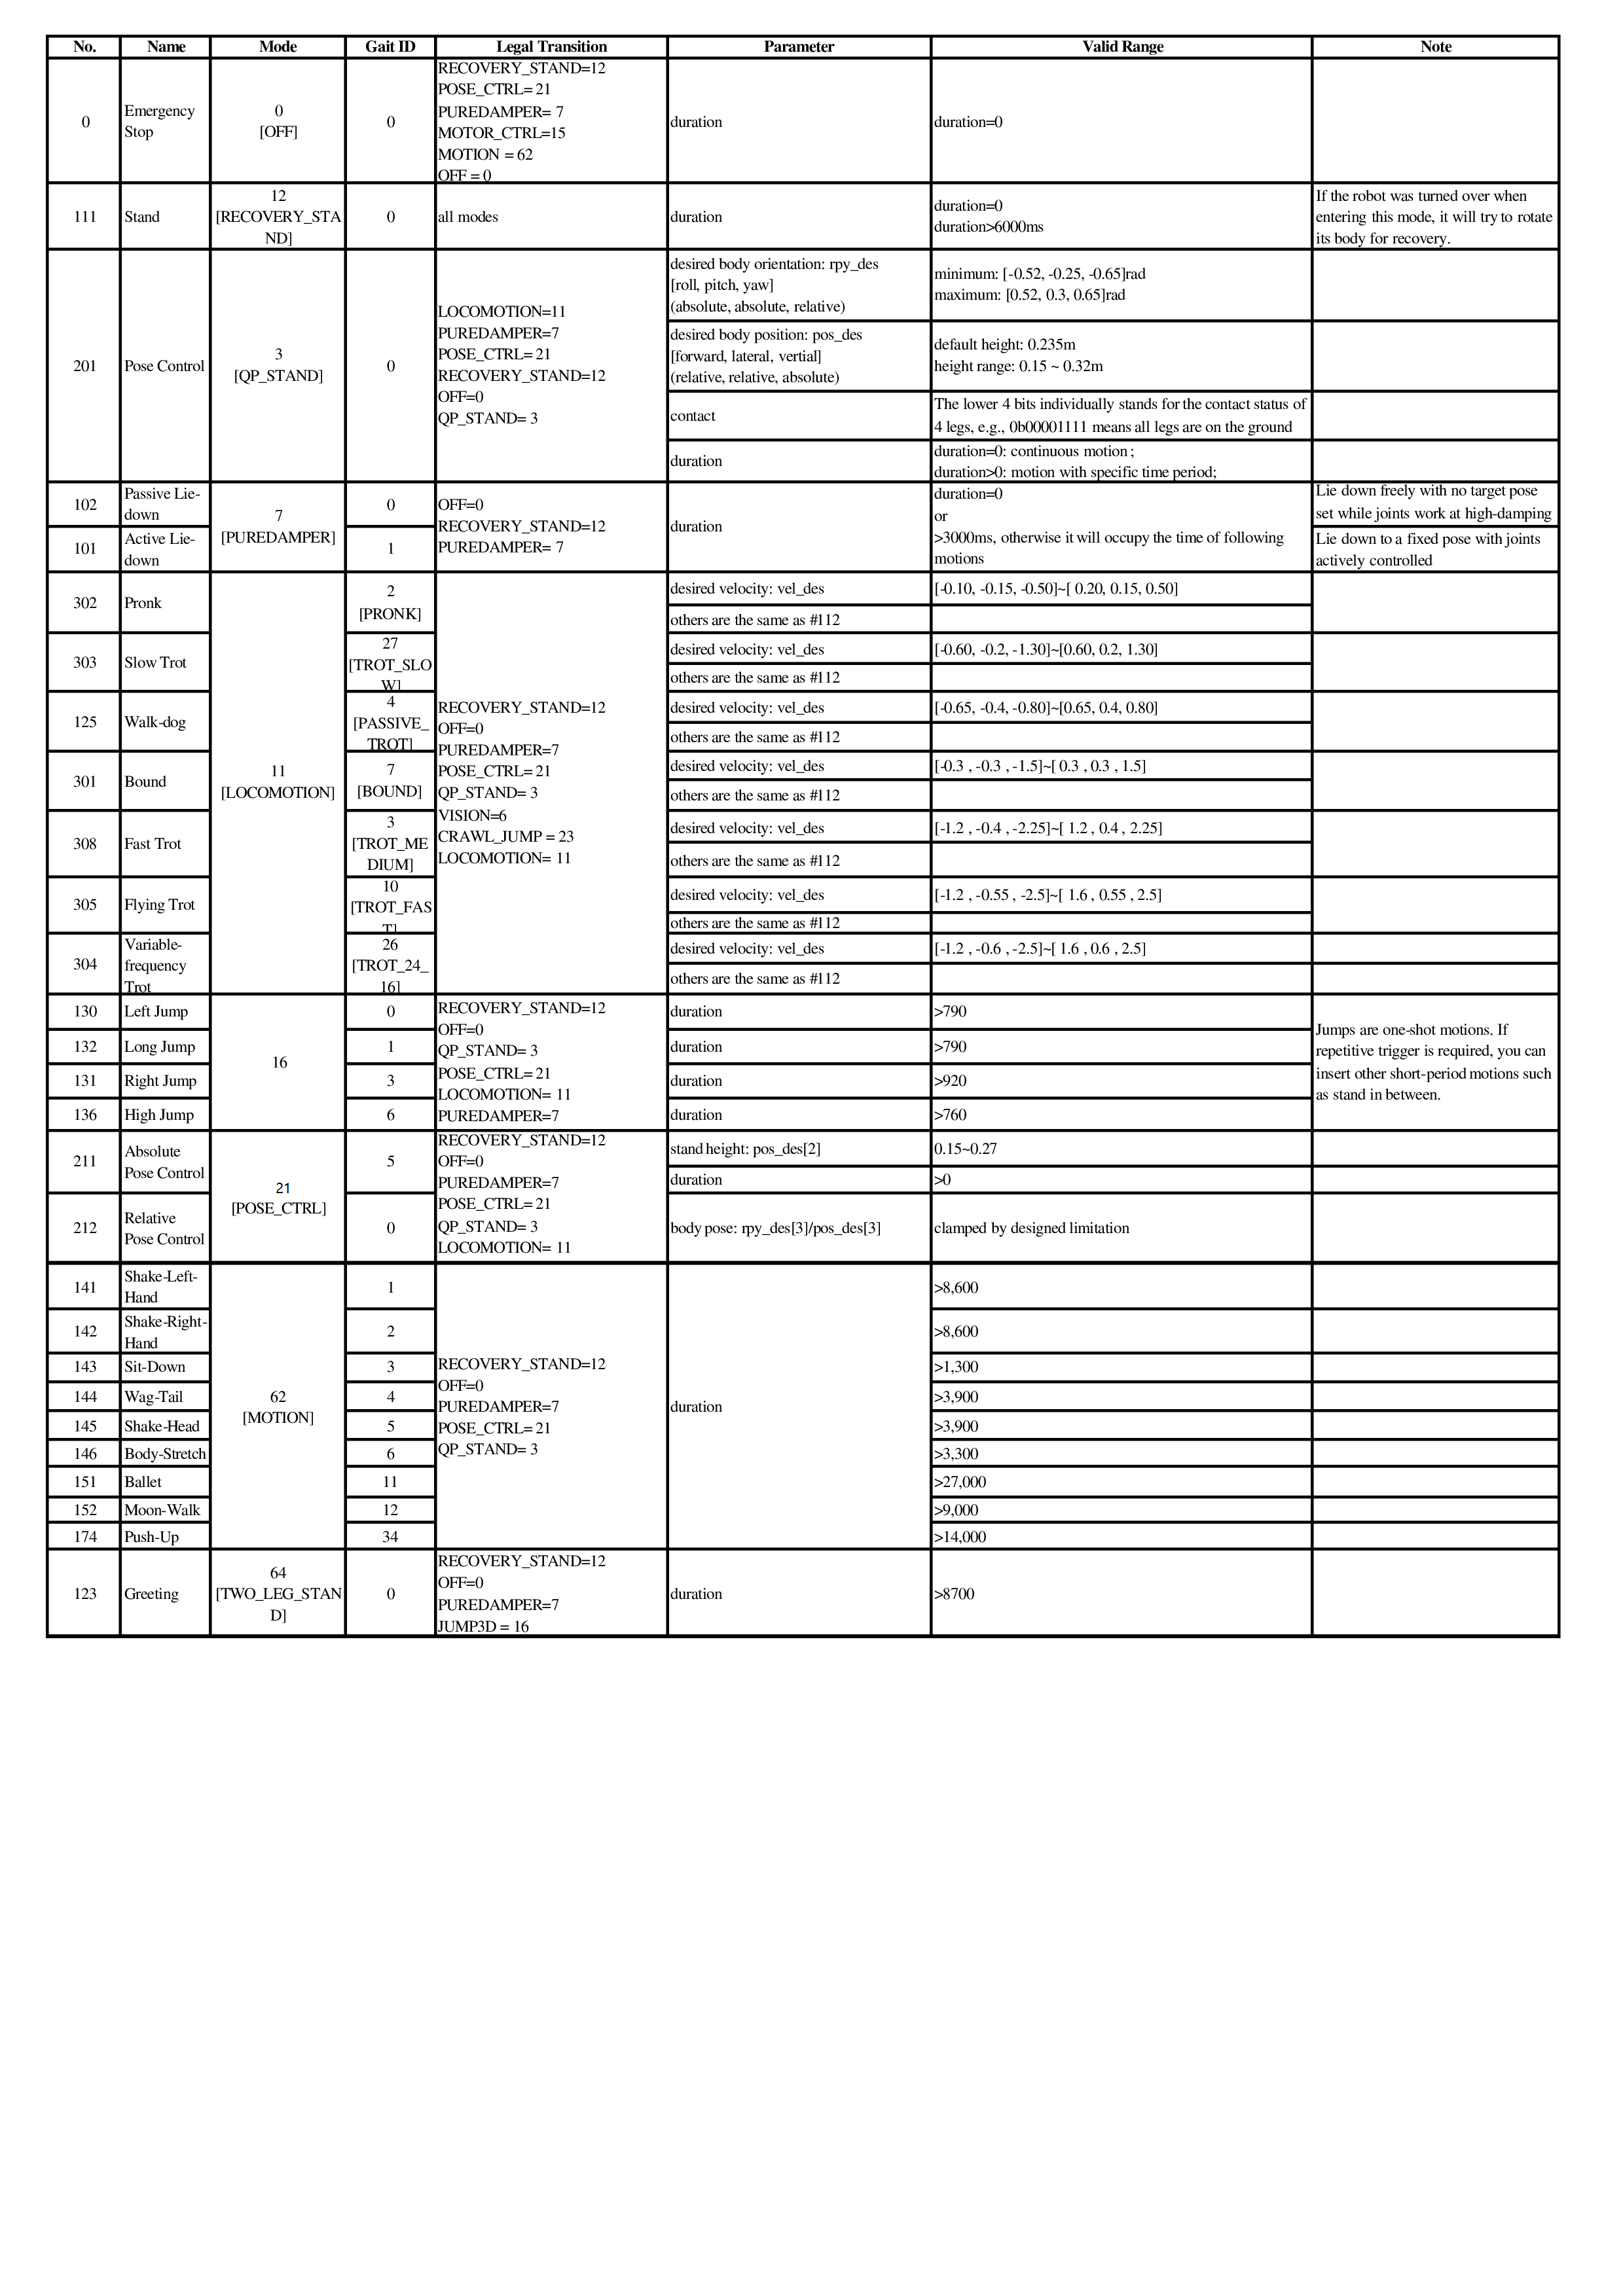 No. Name Mode Gait ID Legal Transition Parameter Valid Range Note
0
Emergency
Stop
0
[OFF]
0
RECOVERY_STAND=12
POSE_CTRL= 21
PUREDAMPER= 7
MOTOR_CTRL=15
MOTION = 62
OFF = 0
duration
duration=0
111
Stand
12
[RECOVERY_STA
ND]
0
all modes
duration
duration=0
duration>6000ms
If the robot was turned over when
entering this mode, it will try to rotate
its body for recovery.
201
Pose Control
3
[QP_STAND]
0
LOCOMOTION=11
PUREDAMPER=7
POSE_CTRL= 21
RECOVERY_STAND=12
OFF=0
QP_STAND= 3
desired body orientation: rpy_des
[roll, pitch, yaw]
(absolute, absolute, relative)
minimum: [-0.52, -0.25, -0.65]rad
maximum: [0.52, 0.3, 0.65]rad
desired body position: pos_des
[forward, lateral, vertial]
(relative, relative, absolute)
default height: 0.235m
height range: 0.15 ~ 0.32m
contact
The lower 4 bits individually stands for the contact status of
4 legs, e.g., 0b00001111 means all legs are on the ground
duration
duration=0: continuous motion ;
duration>0: motion with specific time period;
102
Passive Lie-
down
7
[PUREDAMPER]
0
OFF=0
RECOVERY_STAND=12
PUREDAMPER= 7
duration
duration=0
or
>3000ms, otherwise it will occupy the time of following
motions
Lie down freely with no target pose
set while joints work at high-damping
101
Active Lie-
down
1
Lie down to a fixed pose with joints
actively controlled
302
Pronk
11
[LOCOMOTION]
2
[PRONK]
RECOVERY_STAND=12
OFF=0
PUREDAMPER=7
POSE_CTRL= 21
QP_STAND= 3
VISION=6
CRAWL_JUMP = 23
LOCOMOTION= 11
desired velocity: vel_des
[-0.10, -0.15, -0.50]~[ 0.20, 0.15, 0.50]
others are the same as #112
303
Slow Trot
27
[TROT_SLO
W]
desired velocity: vel_des
[-0.60, -0.2, -1.30]~[0.60, 0.2, 1.30]
others are the same as #112
125
Walk-dog
4
[PASSIVE_
TROT]
desired velocity: vel_des
[-0.65, -0.4, -0.80]~[0.65, 0.4, 0.80]
others are the same as #112
301
Bound
7
[BOUND]
desired velocity: vel_des
[-0.3 , -0.3 , -1.5]~[ 0.3 , 0.3 , 1.5]
others are the same as #112
308
Fast Trot
3
[TROT_ME
DIUM]
desired velocity: vel_des
[-1.2 , -0.4 , -2.25]~[ 1.2 , 0.4 , 2.25]
others are the same as #112
305
Flying Trot
10
[TROT_FAS
T]
desired velocity: vel_des
[-1.2 , -0.55 , -2.5]~[ 1.6 , 0.55 , 2.5]
others are the same as #112
304
Variable-
frequency
Trot
26
[TROT_24_
16]
desired velocity: vel_des
[-1.2 , -0.6 , -2.5]~[ 1.6 , 0.6 , 2.5]
others are the same as #112
130
Left Jump
16
0
RECOVERY_STAND=12
OFF=0
QP_STAND= 3
POSE_CTRL= 21
LOCOMOTION= 11
PUREDAMPER=7
duration
>790
Jumps are one-shot motions. If
repetitive trigger is required, you can
insert other short-period motions such
as stand in between.
132
Long Jump
1
duration
>790
131
Right Jump
3
duration
>920
136
High Jump
6
duration
>760
211
Absolute
Pose Control
21
[POSE_CTRL]
5
RECOVERY_STAND=12
OFF=0
PUREDAMPER=7
POSE_CTRL= 21
QP_STAND= 3
LOCOMOTION= 11
stand height: pos_des[2]
0.15~0.27
duration
>0
212
Relative
Pose Control
0
body pose: rpy_des[3]/pos_des[3]
clamped by designed limitation
141
Shake-Left-
Hand
62
[MOTION]
1
RECOVERY_STAND=12
OFF=0
PUREDAMPER=7
POSE_CTRL= 21
QP_STAND= 3
duration
>8,600
142
Shake-Right-
Hand
2
>8,600
143
Sit-Down
3
>1,300
144
Wag-Tail
4
>3,900
145
Shake-Head
5
>3,900
146
Body-Stretch
6
>3,300
151
Ballet
11
>27,000
152
Moon-Walk
12
>9,000
174
Push-Up
34
>14,000
123
Greeting
64
[TWO_LEG_STAN
D]
0
RECOVERY_STAND=12
OFF=0
PUREDAMPER=7
JUMP3D = 16
duration
>8700